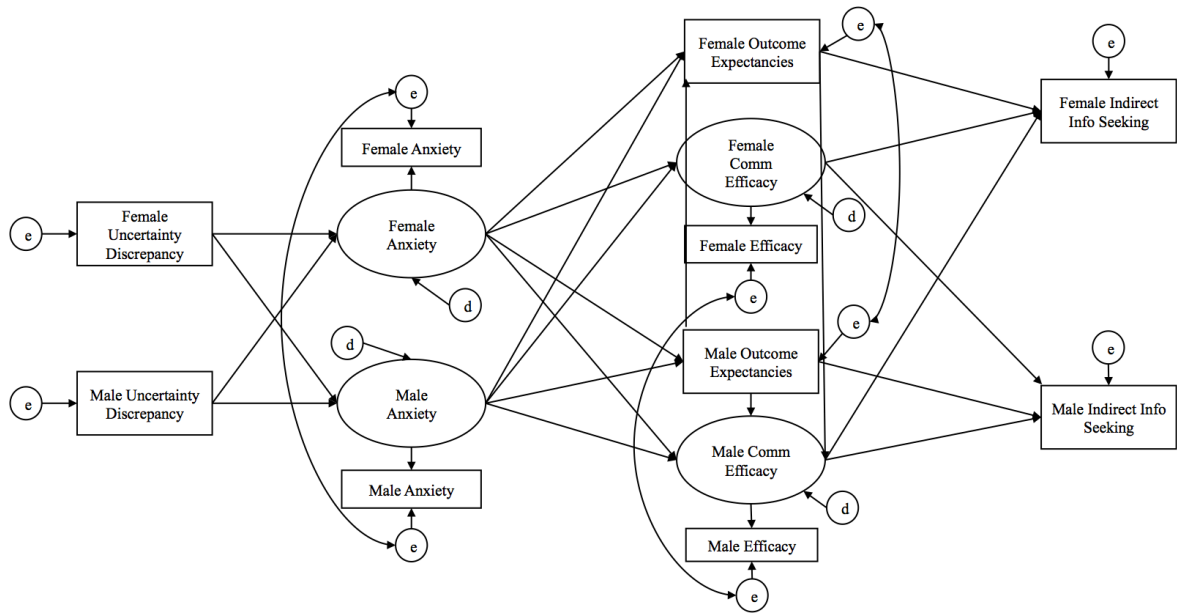 e
Female Outcome
Expectancies
e
Female Indirect
Info Seeking
e
Female Anxiety
Female
Comm
Efficacy
d
Female Efficacy
e
e
Female
Uncertainty
Discrepancy
Female
Anxiety
d
e
Male Outcome
Expectancies
d
e
Male Uncertainty
Discrepancy
Male
Anxiety
e
Male Indirect Info
Seeking
Male Comm
Efficacy
d
Male Anxiety
e
Male Efficacy
e